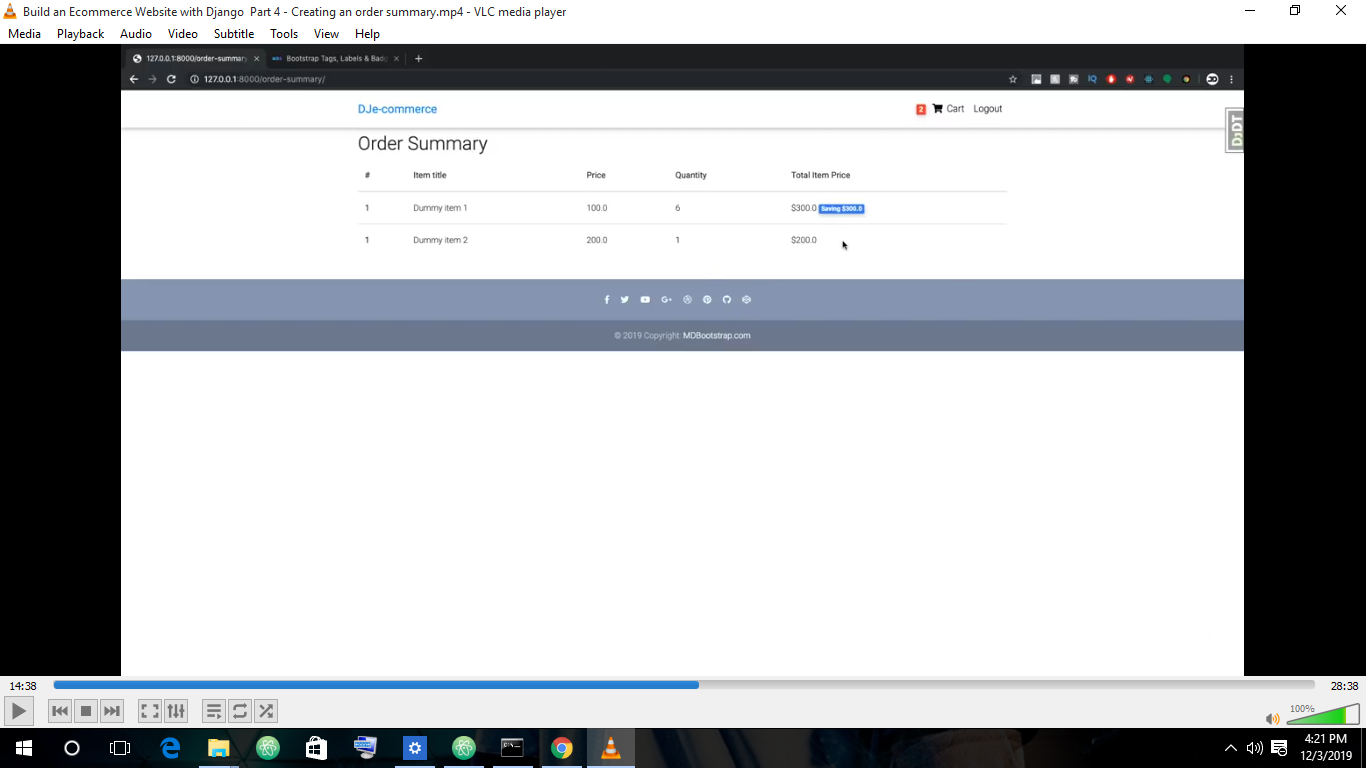 Build an Ecommerce Website with Django  Part 4 - Creating an order summary.mp4 - VLC media player
Media Playback Audio Video Subtitle Tools View Help
127.0.0.1:8000/order-summary Bootstrap Tags, Labels & Badg
127.0.0.1:8000/order-summary/
IQ
DJe-commerce 2 Cart Logout
DJDT
Order Summary
# Item title Price Quantity Total Item Price
1 Dummy item 1 100.0 6 $300.0 Saving $300.0
1 Dummy item 2 200.0 1 $200.0
© 2019 Copyright: MDBootstrap.com
14:38 28:38
100%
4:21 PM
12/3/2019